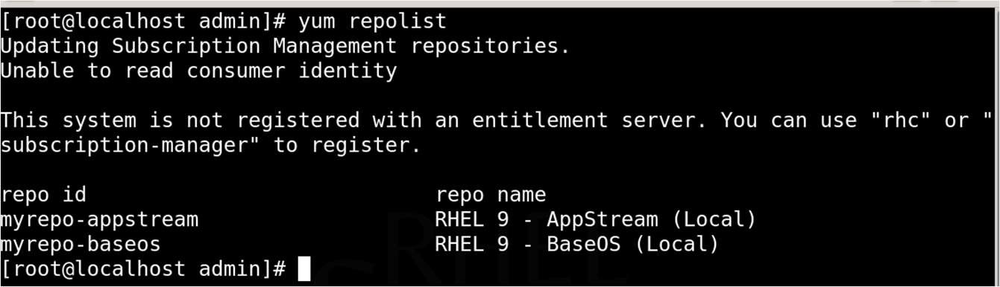 [root@localhost admin]# yum repolist
Updating Subscription Management repositories.
Unable to read consumer identity
This system is not registered with an entitlement server. You can use "rhc" or "
subscription-manager" to register.
repo id                            repo name
myrepo-appstream                   RHEL 9 - AppStream (Local)
myrepo-baseos                      RHEL 9 - BaseOS (Local)
[root@localhost admin]#